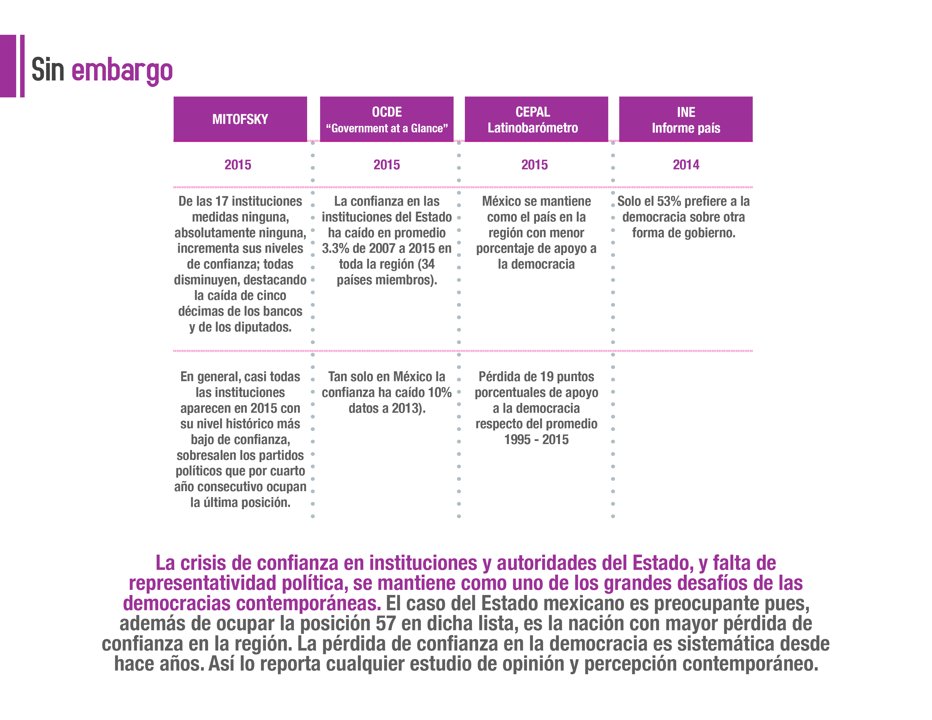 Sin embargo
MITOFSKY
OCDE
“Government at a Glance”
CEPAL
Latinobarómetro
INE
Informe país
2015
2015
2015
2014
De las 17 instituciones
medidas ninguna,
absolutamente ninguna,
incrementa sus niveles
de confianza; todas
disminuyen, destacando
la caída de cinco
décimas de los bancos
y de los diputados.
La confianza en las
instituciones del Estado
ha caído en promedio
3.3% de 2007 a 2015 en
toda la región (34
países miembros).
México se mantiene
como el país en la
región con menor
porcentaje de apoyo a
la democracia
Solo el 53% prefiere a la
democracia sobre otra
forma de gobierno.
En general, casi todas
las instituciones
aparecen en 2015 con
su nivel histórico más
bajo de confianza,
sobresalen los partidos
políticos que por cuarto
año consecutivo ocupan
la última posición.
Tan solo en México la
confianza ha caído 10%
datos a 2013).
Pérdida de 19 puntos
porcentuales de apoyo
a la democracia
respecto del promedio
1995 - 2015
La crisis de confianza en instituciones y autoridades del Estado, y falta de
representatividad política, se mantiene como uno de los grandes desafíos de las
democracias contemporáneas. El caso del Estado mexicano es preocupante pues,
además de ocupar la posición 57 en dicha lista, es la nación con mayor pérdida de
confianza en la región. La pérdida de confianza en la democracia es sistemática desde
hace años. Así lo reporta cualquier estudio de opinión y percepción contemporáneo.